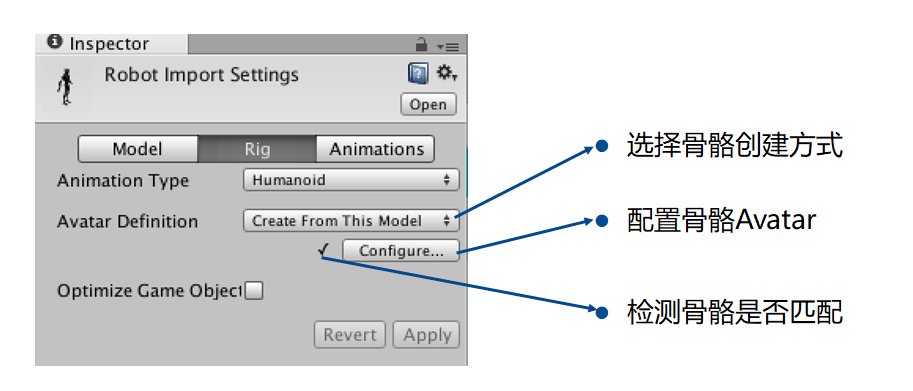 Inspector
Robot Import Settings
Open
Model Rig Animations
选择骨骼创建方式
Animation Type Humanoid
Avatar Definition Create From This Model
配置骨骼Avatar
✓ Configure...
Optimize Game Object
检测骨骼是否匹配
Revert Apply